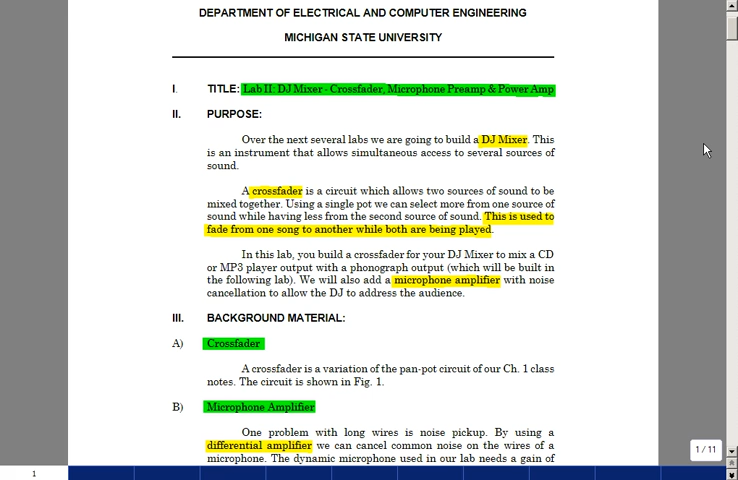 DEPARTMENT OF ELECTRICAL AND COMPUTER ENGINEERING
MICHIGAN STATE UNIVERSITY
I. TITLE: Lab II: DJ Mixer - Crossfader, Microphone Preamp & Power Amp
II. PURPOSE:
Over the next several labs we are going to build a DJ Mixer. This
is an instrument that allows simultaneous access to several sources of
sound.
A crossfader is a circuit which allows two sources of sound to be
mixed together. Using a single pot we can select more from one source of
sound while having less from the second source of sound. This is used to
fade from one song to another while both are being played.
In this lab, you build a crossfader for your DJ Mixer to mix a CD
or MP3 player output with a phonograph output (which will be built in
the following lab). We will also add a microphone amplifier with noise
cancellation to allow the DJ to address the audience.
III. BACKGROUND MATERIAL:
A) Crossfader
A crossfader is a variation of the pan-pot circuit of our Ch. 1 class
notes. The circuit is shown in Fig. 1.
B) Microphone Amplifier
One problem with long wires is noise pickup. By using a
differential amplifier we can cancel common noise on the wires of a
microphone. The dynamic microphone used in our lab needs a gain of
1 / 11
1